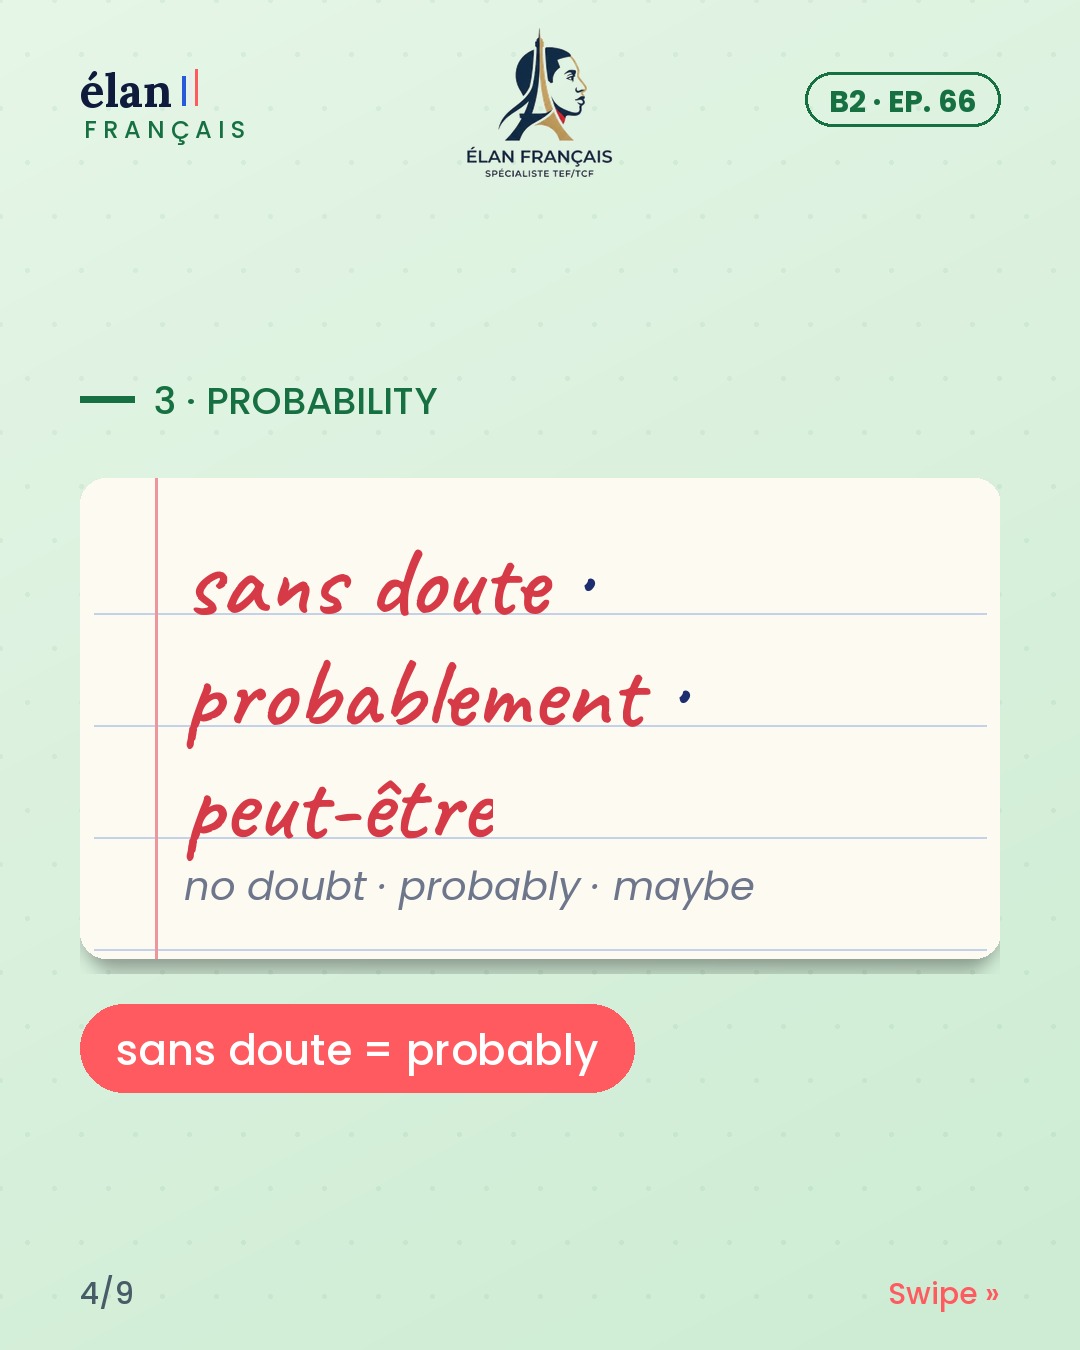 élan
FRANÇAIS
ÉLAN FRANÇAIS
SPÉCIALISTE TEF/TCF
B2 · EP. 66
3 · PROBABILITY
sans doute ·
probablement ·
peut-être
no doubt · probably · maybe
sans doute = probably
4/9
Swipe »